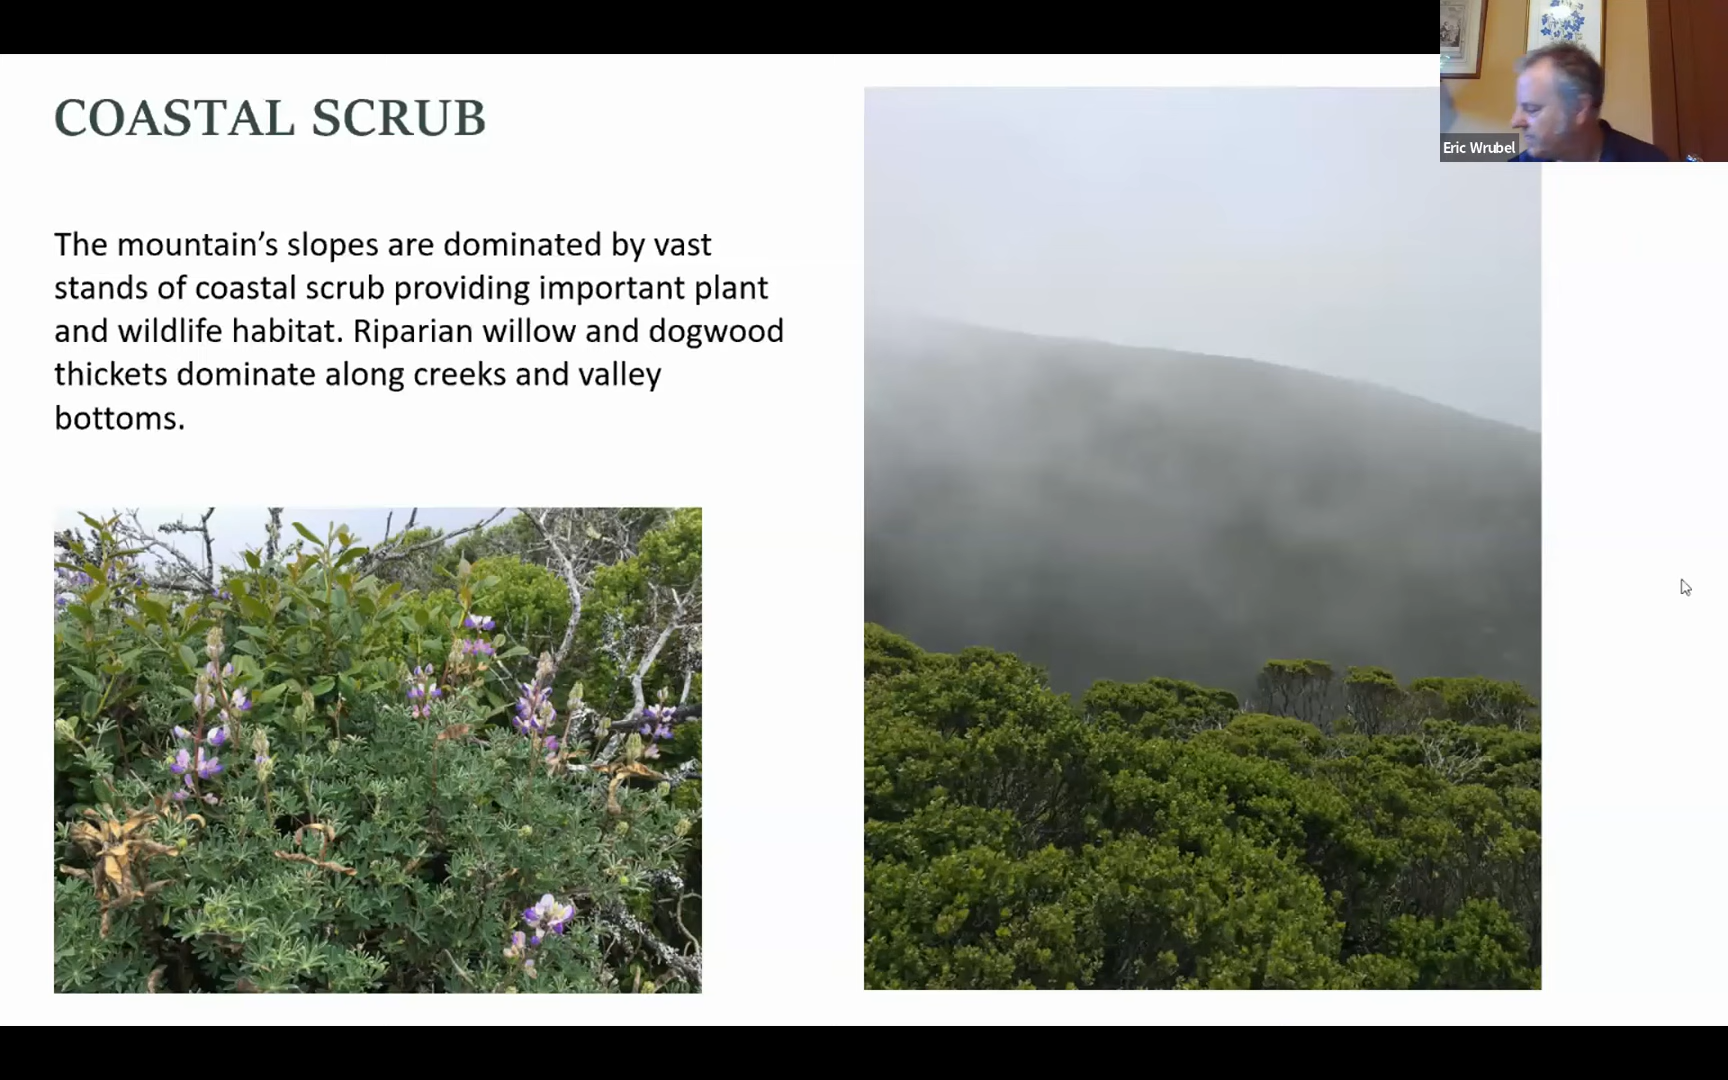 COASTAL SCRUB
Eric Wrubel
The mountain’s slopes are dominated by vast
stands of coastal scrub providing important plant
and wildlife habitat. Riparian willow and dogwood
thickets dominate along creeks and valley
bottoms.